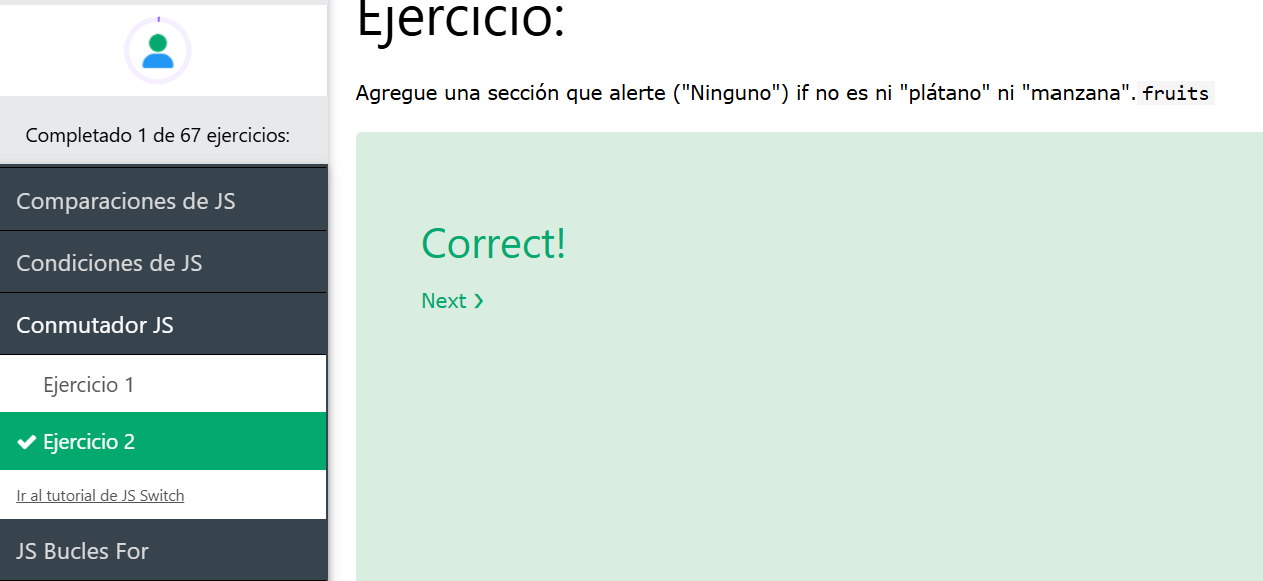 Ejercicio:
Agregue una sección que alerte ("Ninguno") if no es ni "plátano" ni "manzana". fruits
Completado 1 de 67 ejercicios:
Comparaciones de JS
Condiciones de JS
Conmutador JS
Ejercicio 1
Ejercicio 2
Ir al tutorial de JS Switch
JS Bucles For
Correct!
Next ❯